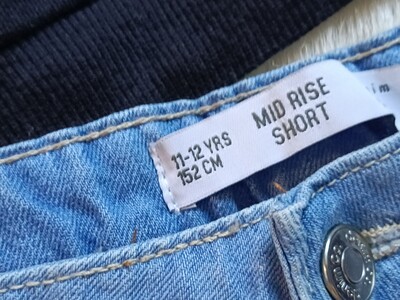 MID RISE
SHORT
11-12 YRS
152 CM